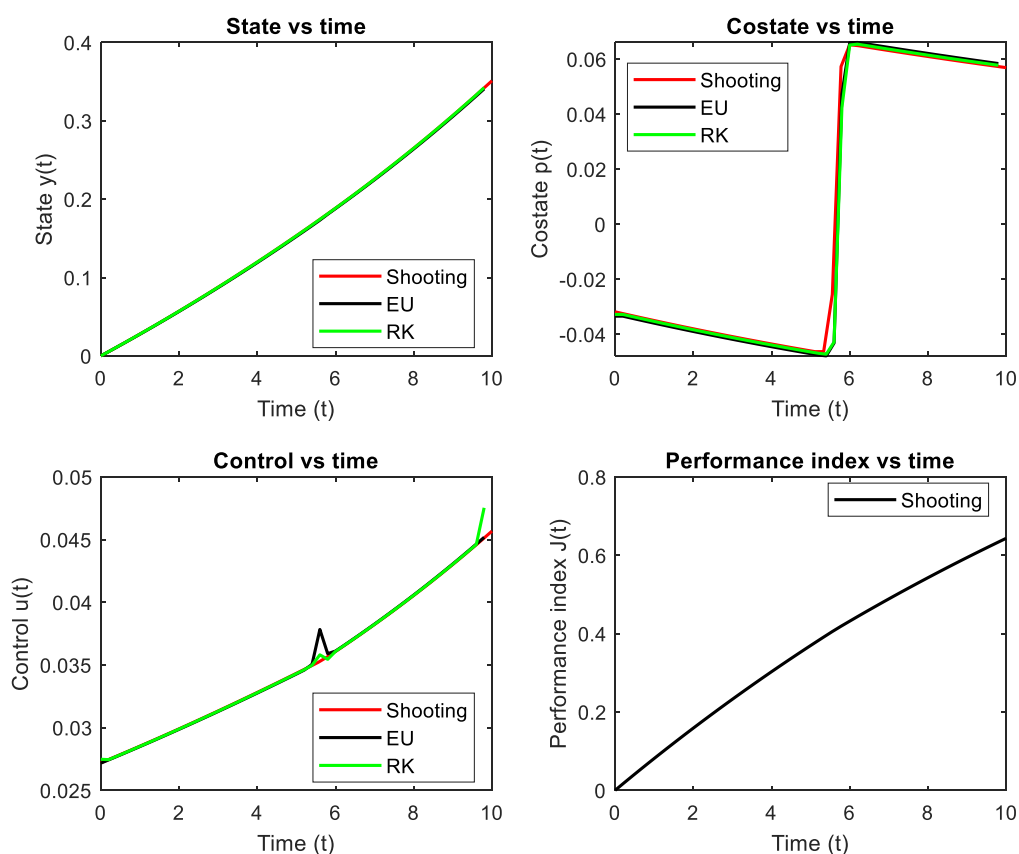 State vs time
0.4
0.3
0.2
0.1
0
State y(t)
Shooting
EU
RK
0 2 4 6 8 10
Time (t)
Costate vs time
0.06
0.04
0.02
0
-0.02
-0.04
Costate p(t)
Shooting
EU
RK
0 2 4 6 8 10
Time (t)
Control vs time
0.05
0.045
0.04
0.035
0.03
0.025
Control u(t)
Shooting
EU
RK
0 2 4 6 8 10
Time (t)
Performance index vs time
0.8
0.6
0.4
0.2
0
Performance index J(t)
Shooting
0 2 4 6 8 10
Time (t)